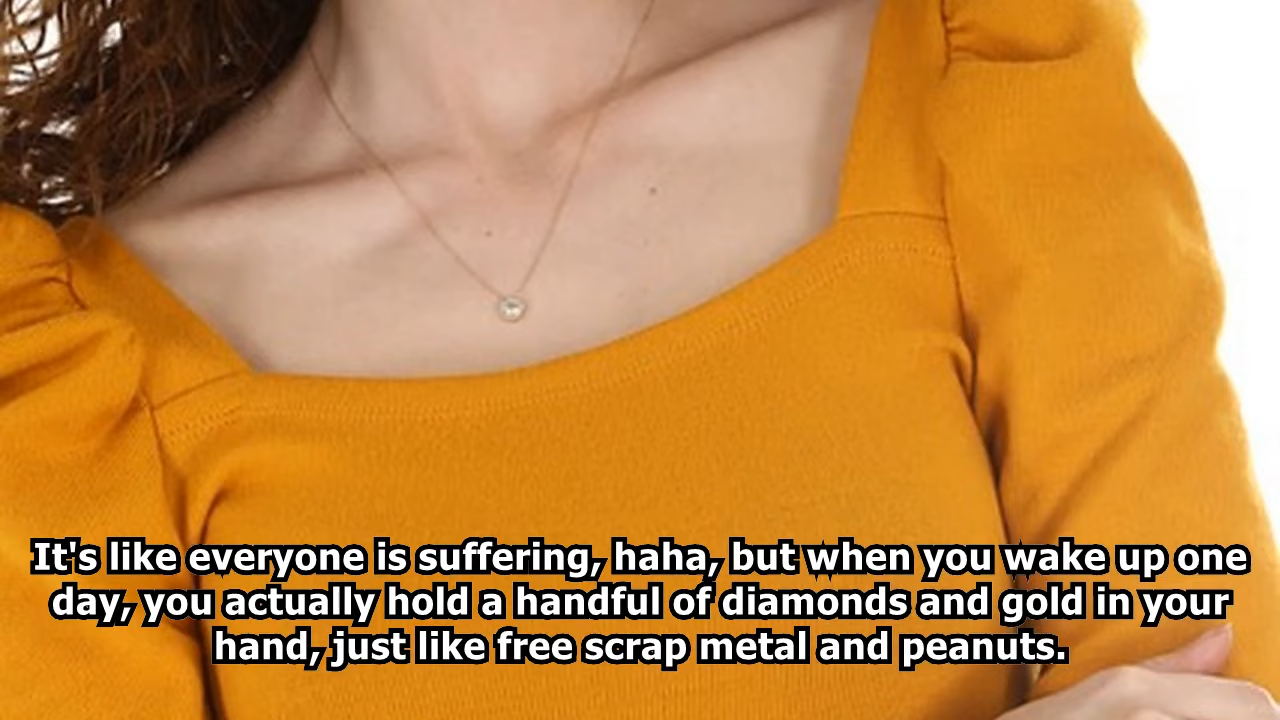 It's like everyone is suffering, haha, but when you wake up one
day, you actually hold a handful of diamonds and gold in your
hand, just like free scrap metal and peanuts.